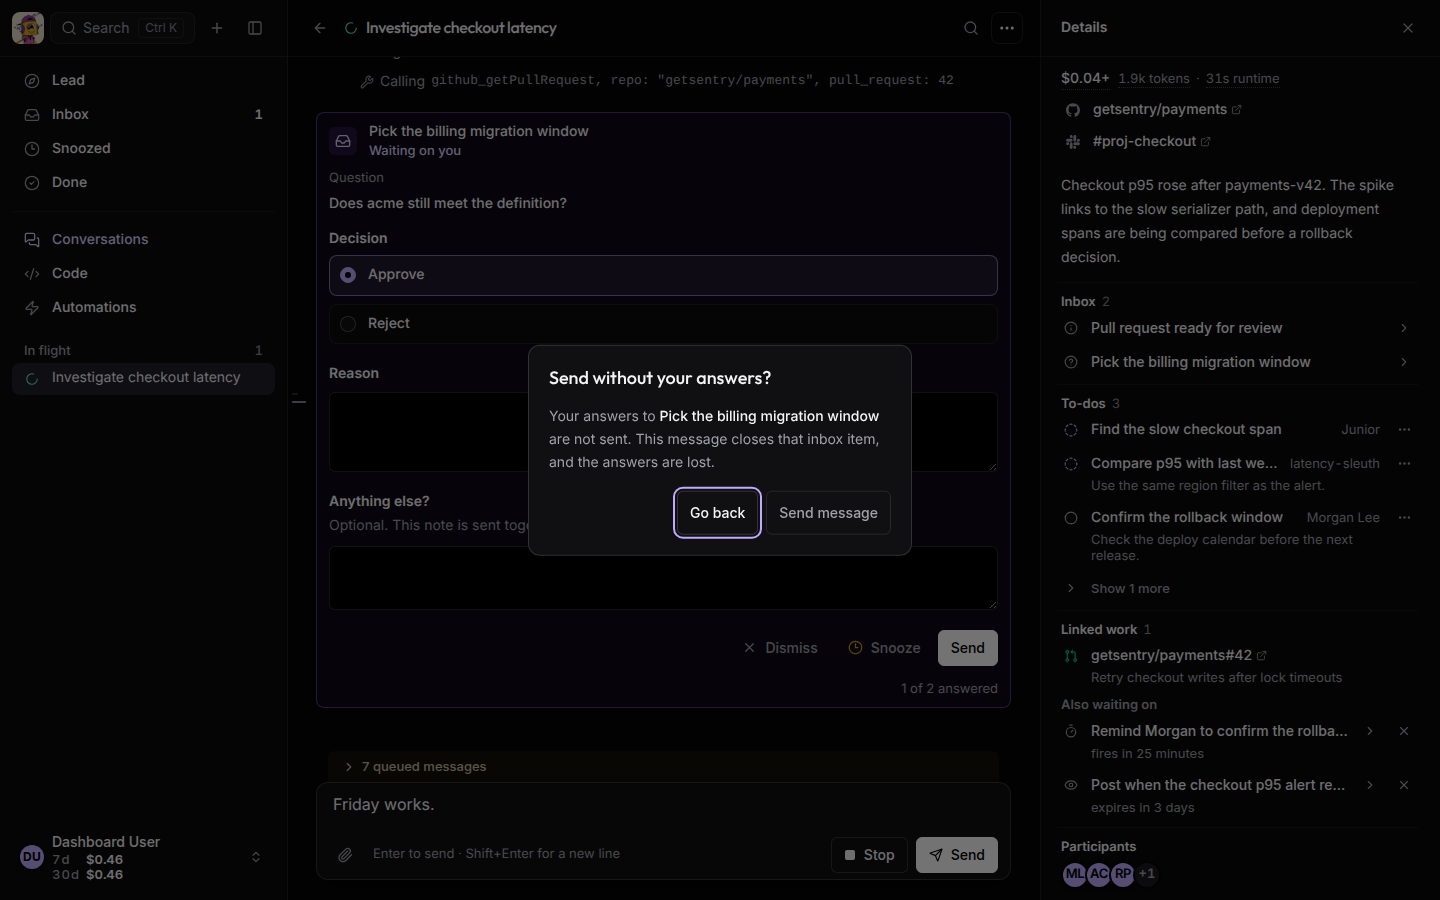 Search Ctrl K
Lead
Inbox 1
Snoozed
Done
Conversations
Code
Automations
In flight 1
Investigate checkout latency
Dashboard User
DU
7d $0.46
30d $0.46
Investigate checkout latency
Calling github_getPullRequest, repo: "getsentry/payments", pull_request: 42
Pick the billing migration window
Waiting on you
Question
Does acme still meet the definition?
Decision
Approve
Reject
Reason
Anything else?
Optional. This note is sent
Dismiss Snooze Send
1 of 2 answered
7 queued messages
Friday works.
Enter to send · Shift+Enter for a new line
Stop Send
Send without your answers?
Your answers to Pick the billing migration window
are not sent. This message closes that inbox item,
and the answers are lost.
Go back Send message
Details
$0.04+ 1.9k tokens · 31s runtime
getsentry/payments
#proj-checkout
Checkout p95 rose after payments-v42. The spike
links to the slow serializer path, and deployment
spans are being compared before a rollback
decision.
Inbox 2
Pull request ready for review
Pick the billing migration window
To-dos 3
Find the slow checkout span Junior
Compare p95 with last we... latency-sleuth
Use the same region filter as the alert.
Confirm the rollback window Morgan Lee
Check the deploy calendar before the next
release.
Show 1 more
Linked work 1
getsentry/payments#42
Retry checkout writes after lock timeouts
Also waiting on
Remind Morgan to confirm the rollba...
fires in 25 minutes
Post when the checkout p95 alert re...
expires in 3 days
Participants
ML AC RP +1